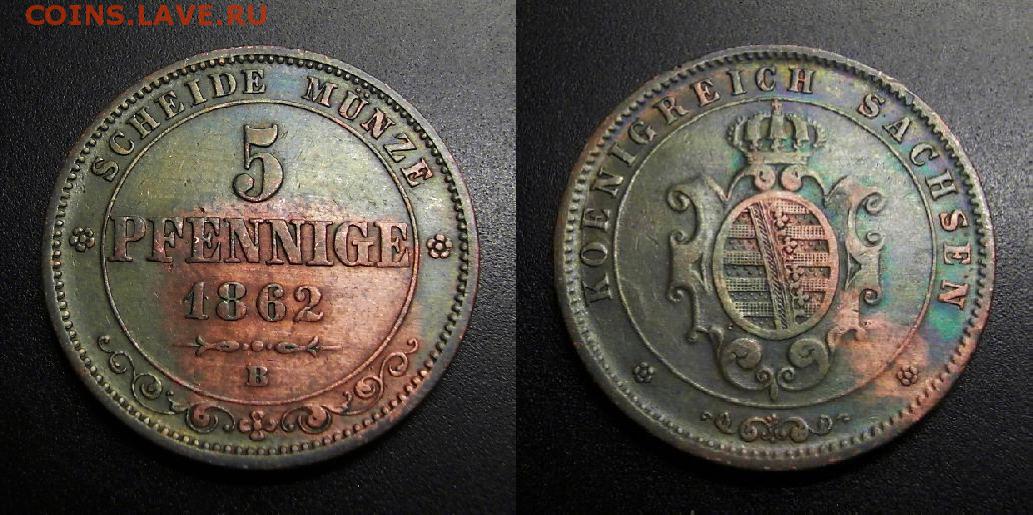 COINS.LAVE.RU
SCHEIDE MÜNZE
5
PFENNIGE
1862
B
KOENIGREICH SACHSEN